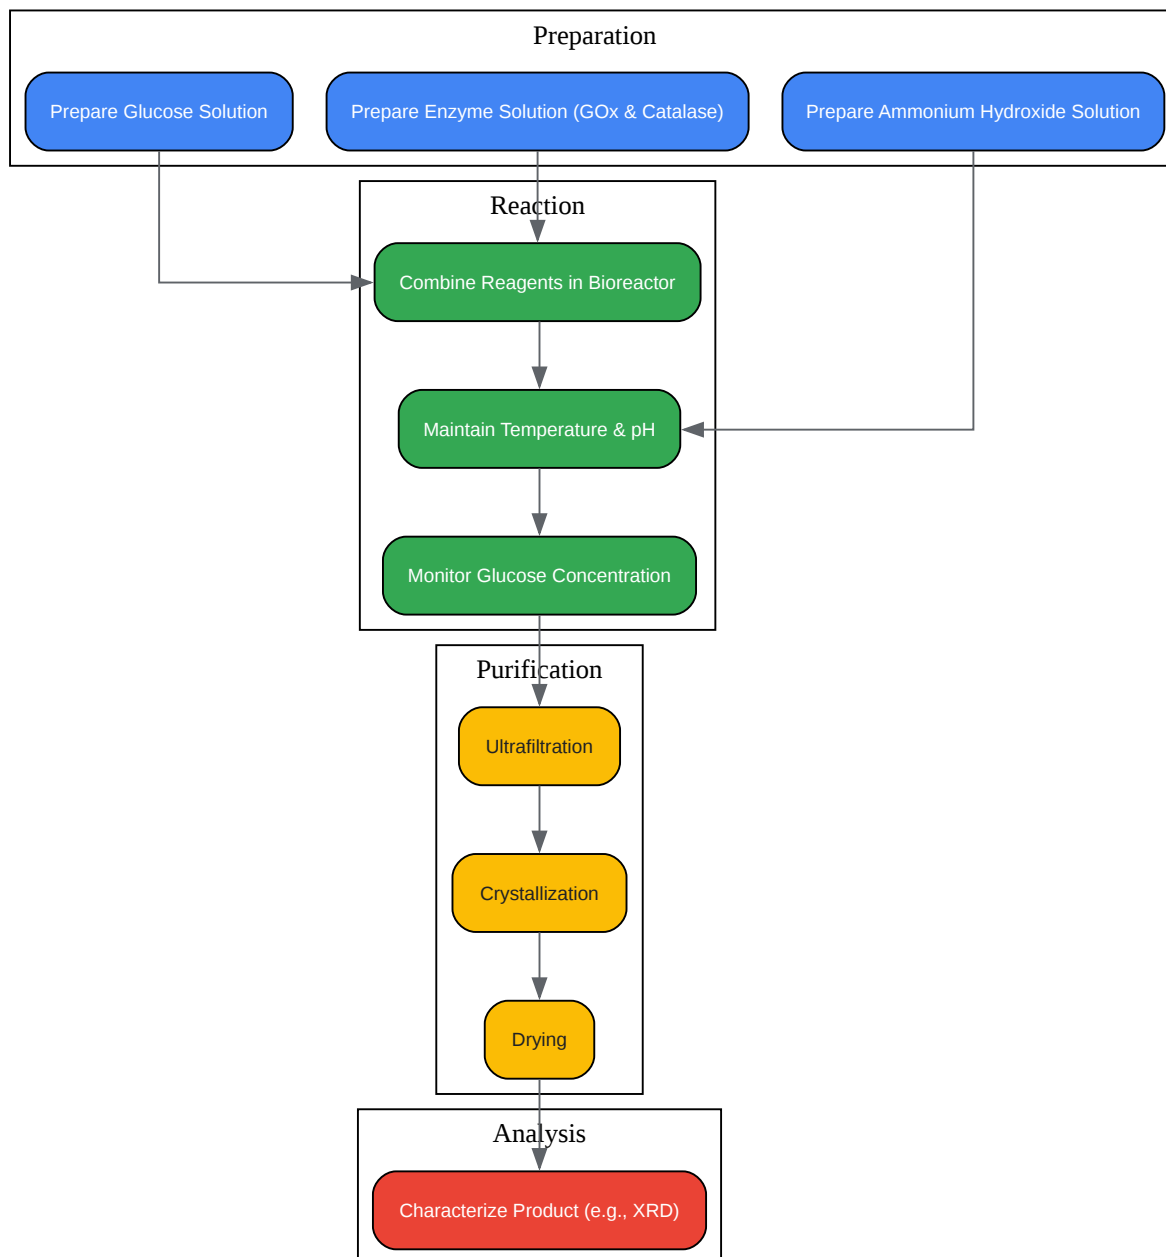 Preparation
Prepare Glucose Solution
Prepare Enzyme Solution (GOx & Catalase)
Prepare Ammonium Hydroxide Solution
Reaction
Combine Reagents in Bioreactor
Maintain Temperature & pH
Monitor Glucose Concentration
Purification
Ultrafiltration
Crystallization
Drying
Analysis
Characterize Product (e.g., XRD)